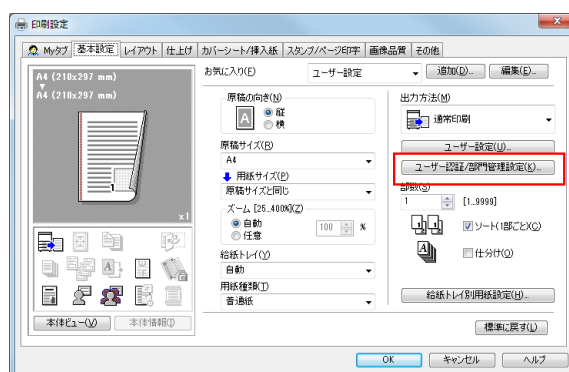 印刷設定
Myタブ 基本設定 レイアウト 仕上げ カバーシート/挿入紙 スタンプ/ページ印字 画像品質 その他
A4 (210x297 mm)
A4 (210x297 mm)
1
x1
本体ビュー(V)
本体情報(I)
お気に入り(F)
ユーザー設定
追加(D)...
編集(E)...
原稿の向き(N)
A
縦
横
原稿サイズ(R)
A4
用紙サイズ(P)
原稿サイズと同じ
ズーム [25..400%](Z)
自動
任意
100 %
給紙トレイ(Y)
自動
用紙種類(T)
普通紙
出力方法(M)
通常印刷
ユーザー設定(U)...
ユーザー認証/部門管理設定(K)...
部数(S)
1 [1..9999]
ソート(1部ごと)(C)
仕分け(O)
給紙トレイ別用紙設定(H)...
標準に戻す(L)
OK
キャンセル
ヘルプ